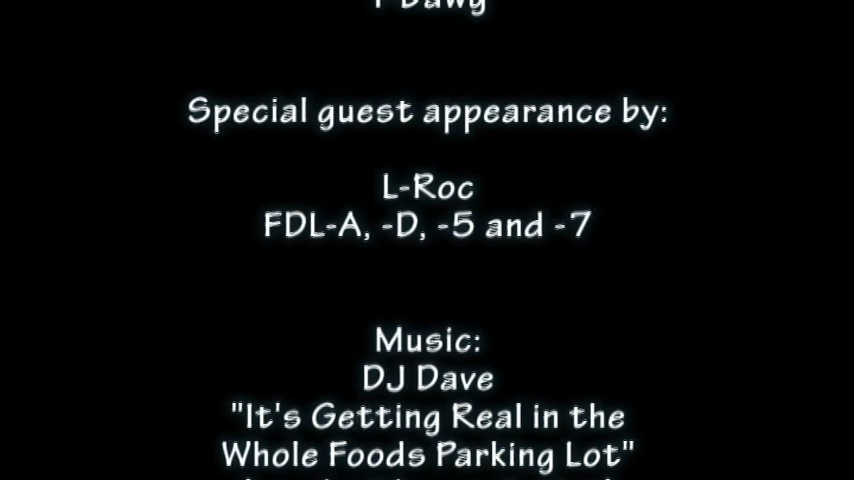 Special guest appearance by:
L-Roc
FDL-A, -D, -5 and -7
Music:
DJ Dave
"It's Getting Real in the
Whole Foods Parking Lot"